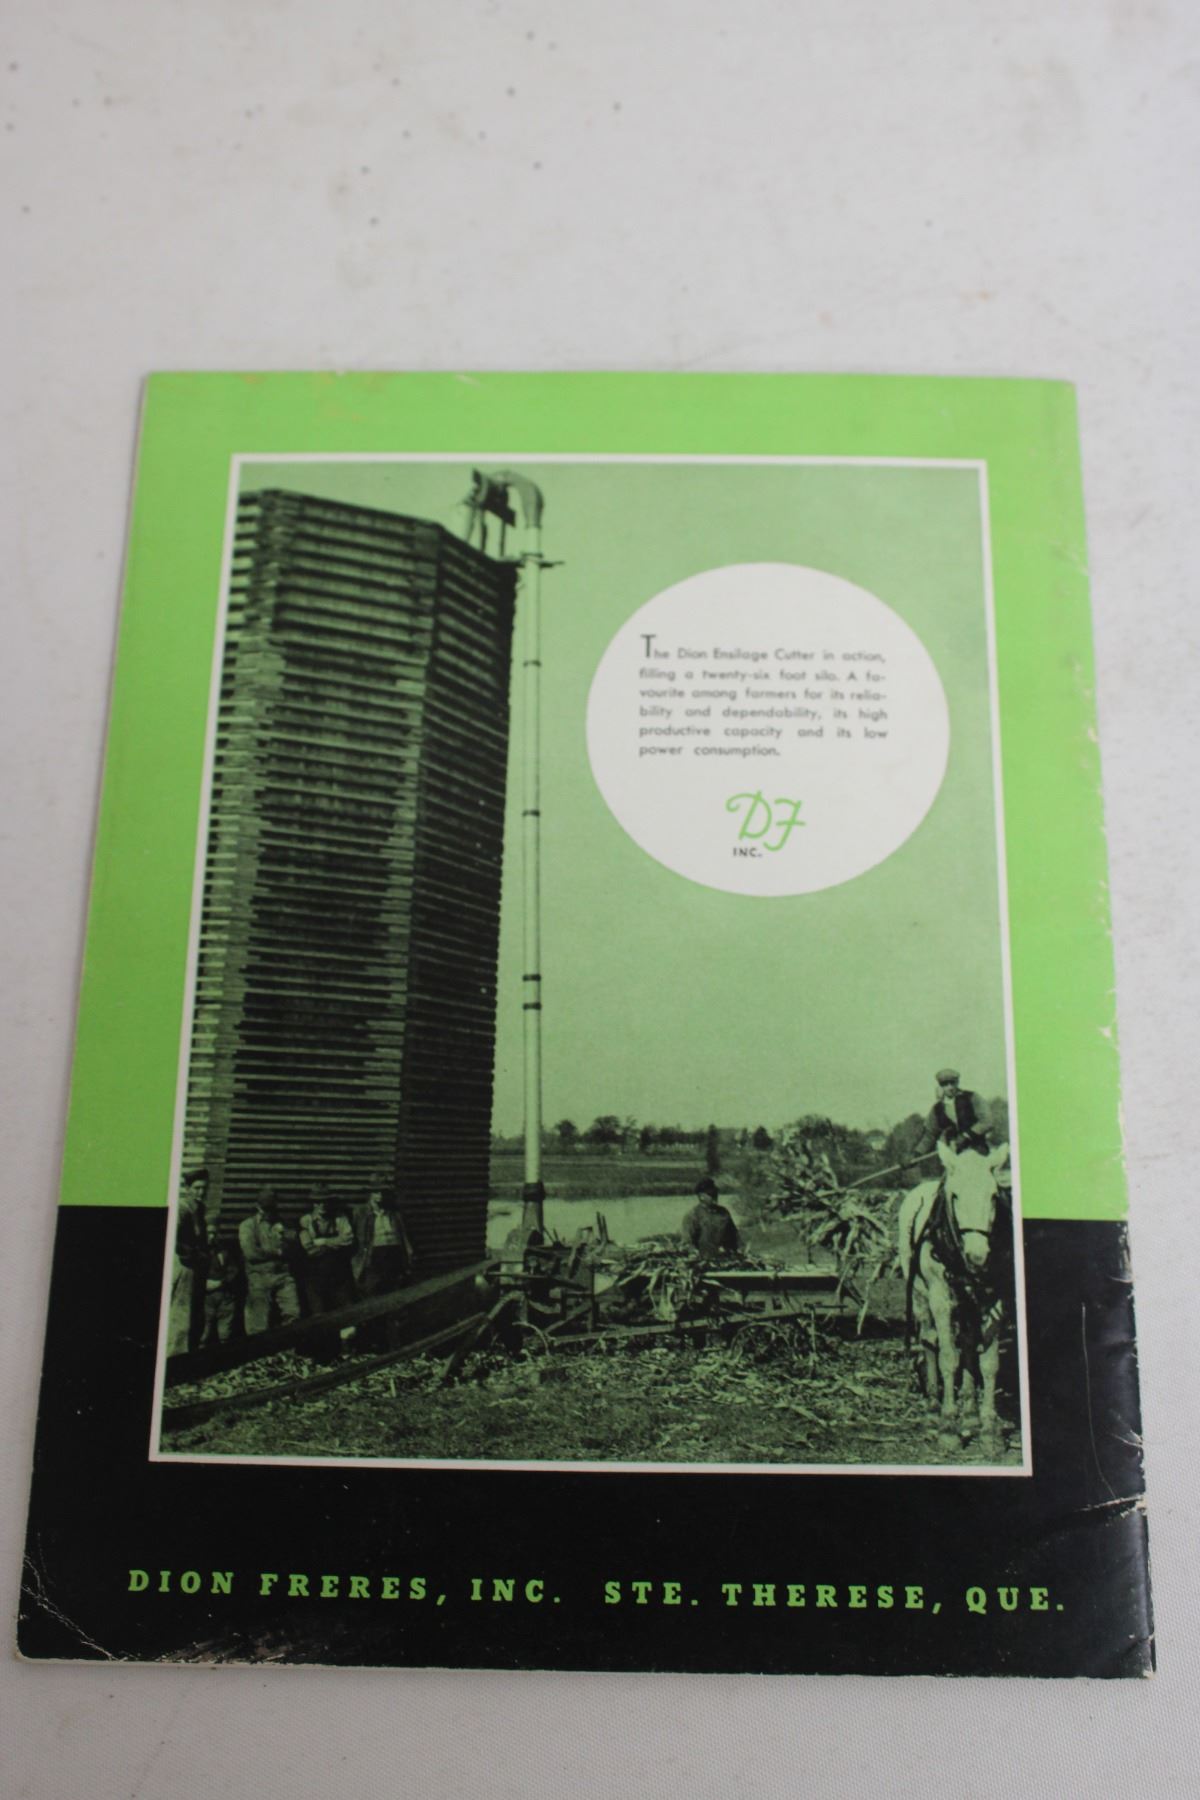 The Dion Ensilage Cutter in action,
filling a twenty-six foot silo. A fa-
vourite among farmers for its relia-
bility and dependability, its high
productive capacity and its low
power consumption.
DF
INC.
DION FRERES, INC. STE. THERESE, QUE.